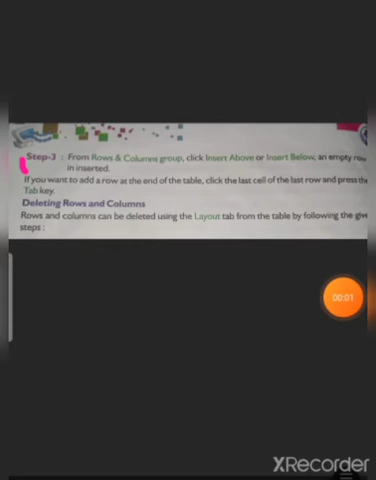 Step-3 : From Rows & Columns group, click Insert Above or Insert Below, an empty row
in inserted.
If you want to add a row at the end of the table, click the last cell of the last row and press the
Tab key.
Deleting Rows and Columns
Rows and columns can be deleted using the Layout tab from the table by following the give
steps :
00:01
XRecorder